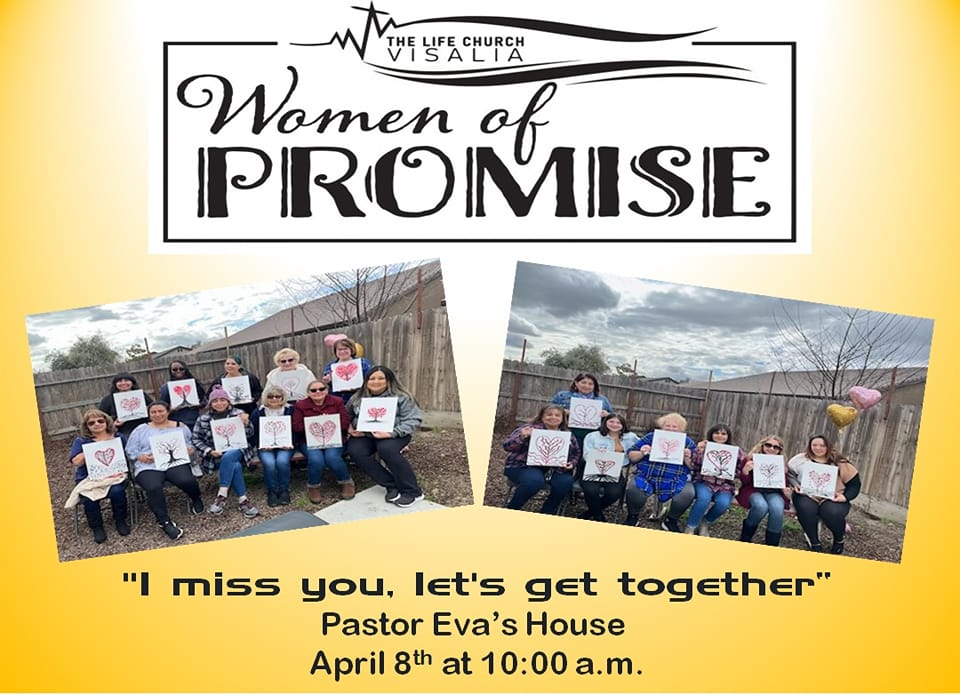 THE LIFE CHURCH
VISALIA
Women of
PROMISE
"I miss you, let's get together"
Pastor Eva’s House
April 8th at 10:00 a.m.